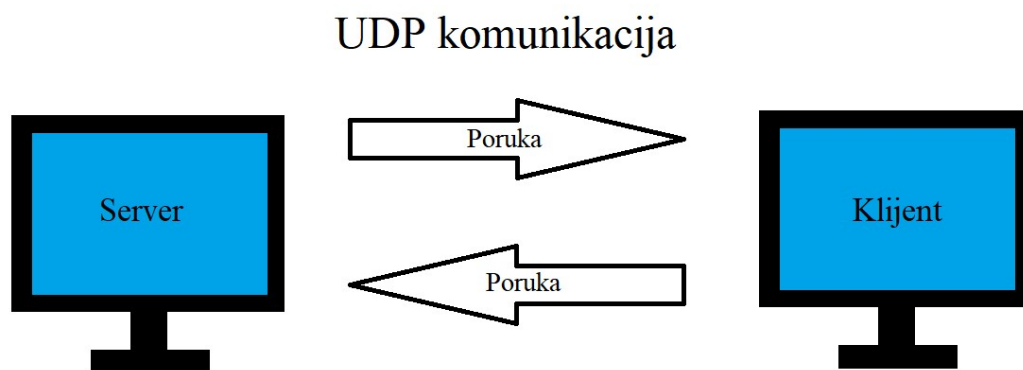 UDP komunikacija
Poruka
Server
Klijent
Poruka